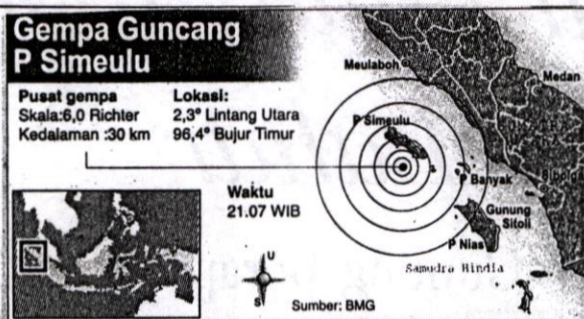 Gempa Guncang
P Simeulu
Pusat gempa
Skala:6,0 Richter
Kedalaman :30 km
Lokasi:
2,3° Lintang Utara
96,4° Bujur Timur
Waktu
21.07 WIB
Meulaboh
Medan
P Simeulu
P Banyak
Sibolga
Gunung
Sitoli
P Nias
Samudra Hindia
U
S
Sumber: BMG